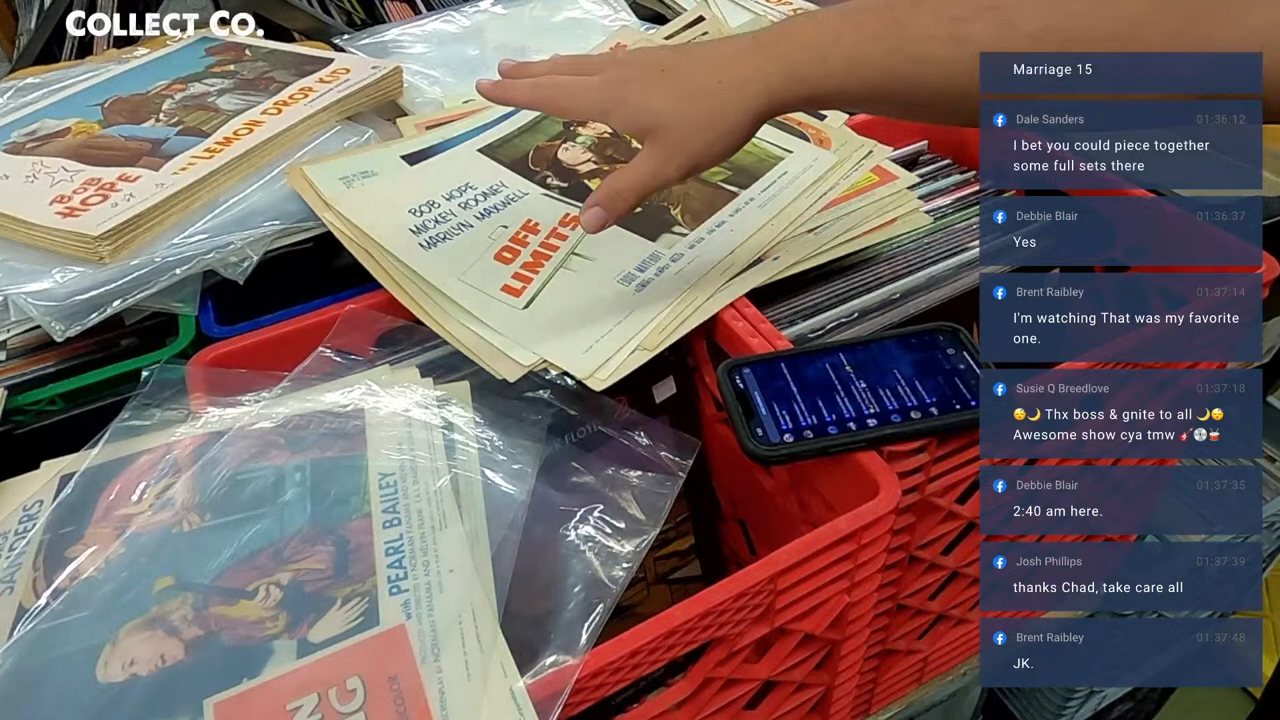 COLLECT CO.
LEMON DROP KID
BOB
HOPE
BOB HOPE
MICKEY ROONEY
MARILYN MAXWELL
OFF
LIMITS
SANDERS
with PEARL BAILEY
Marriage 15
Dale Sanders 01:36:12
I bet you could piece together
some full sets there
Debbie Blair 01:36:37
Yes
Brent Raibley 01:37:14
I'm watching That was my favorite
one.
Susie Q Breedlove 01:37:18
😴🌙 Thx boss & gnite to all 🌙😴
Awesome show cya tmw 🎸💿🥁
Debbie Blair 01:37:35
2:40 am here.
Josh Phillips 01:37:39
thanks Chad, take care all
Brent Raibley 01:37:48
JK.